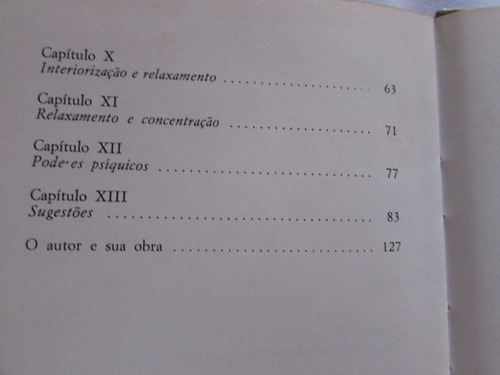 Capítulo X
Interiorização e relaxamento .................... 63
Capítulo XI
Relaxamento e concentração .................... 71
Capítulo XII
Pode·es psíquicos .............................. 77
Capítulo XIII
Sugestões ..................................... 83
O autor e sua obra ............................. 127